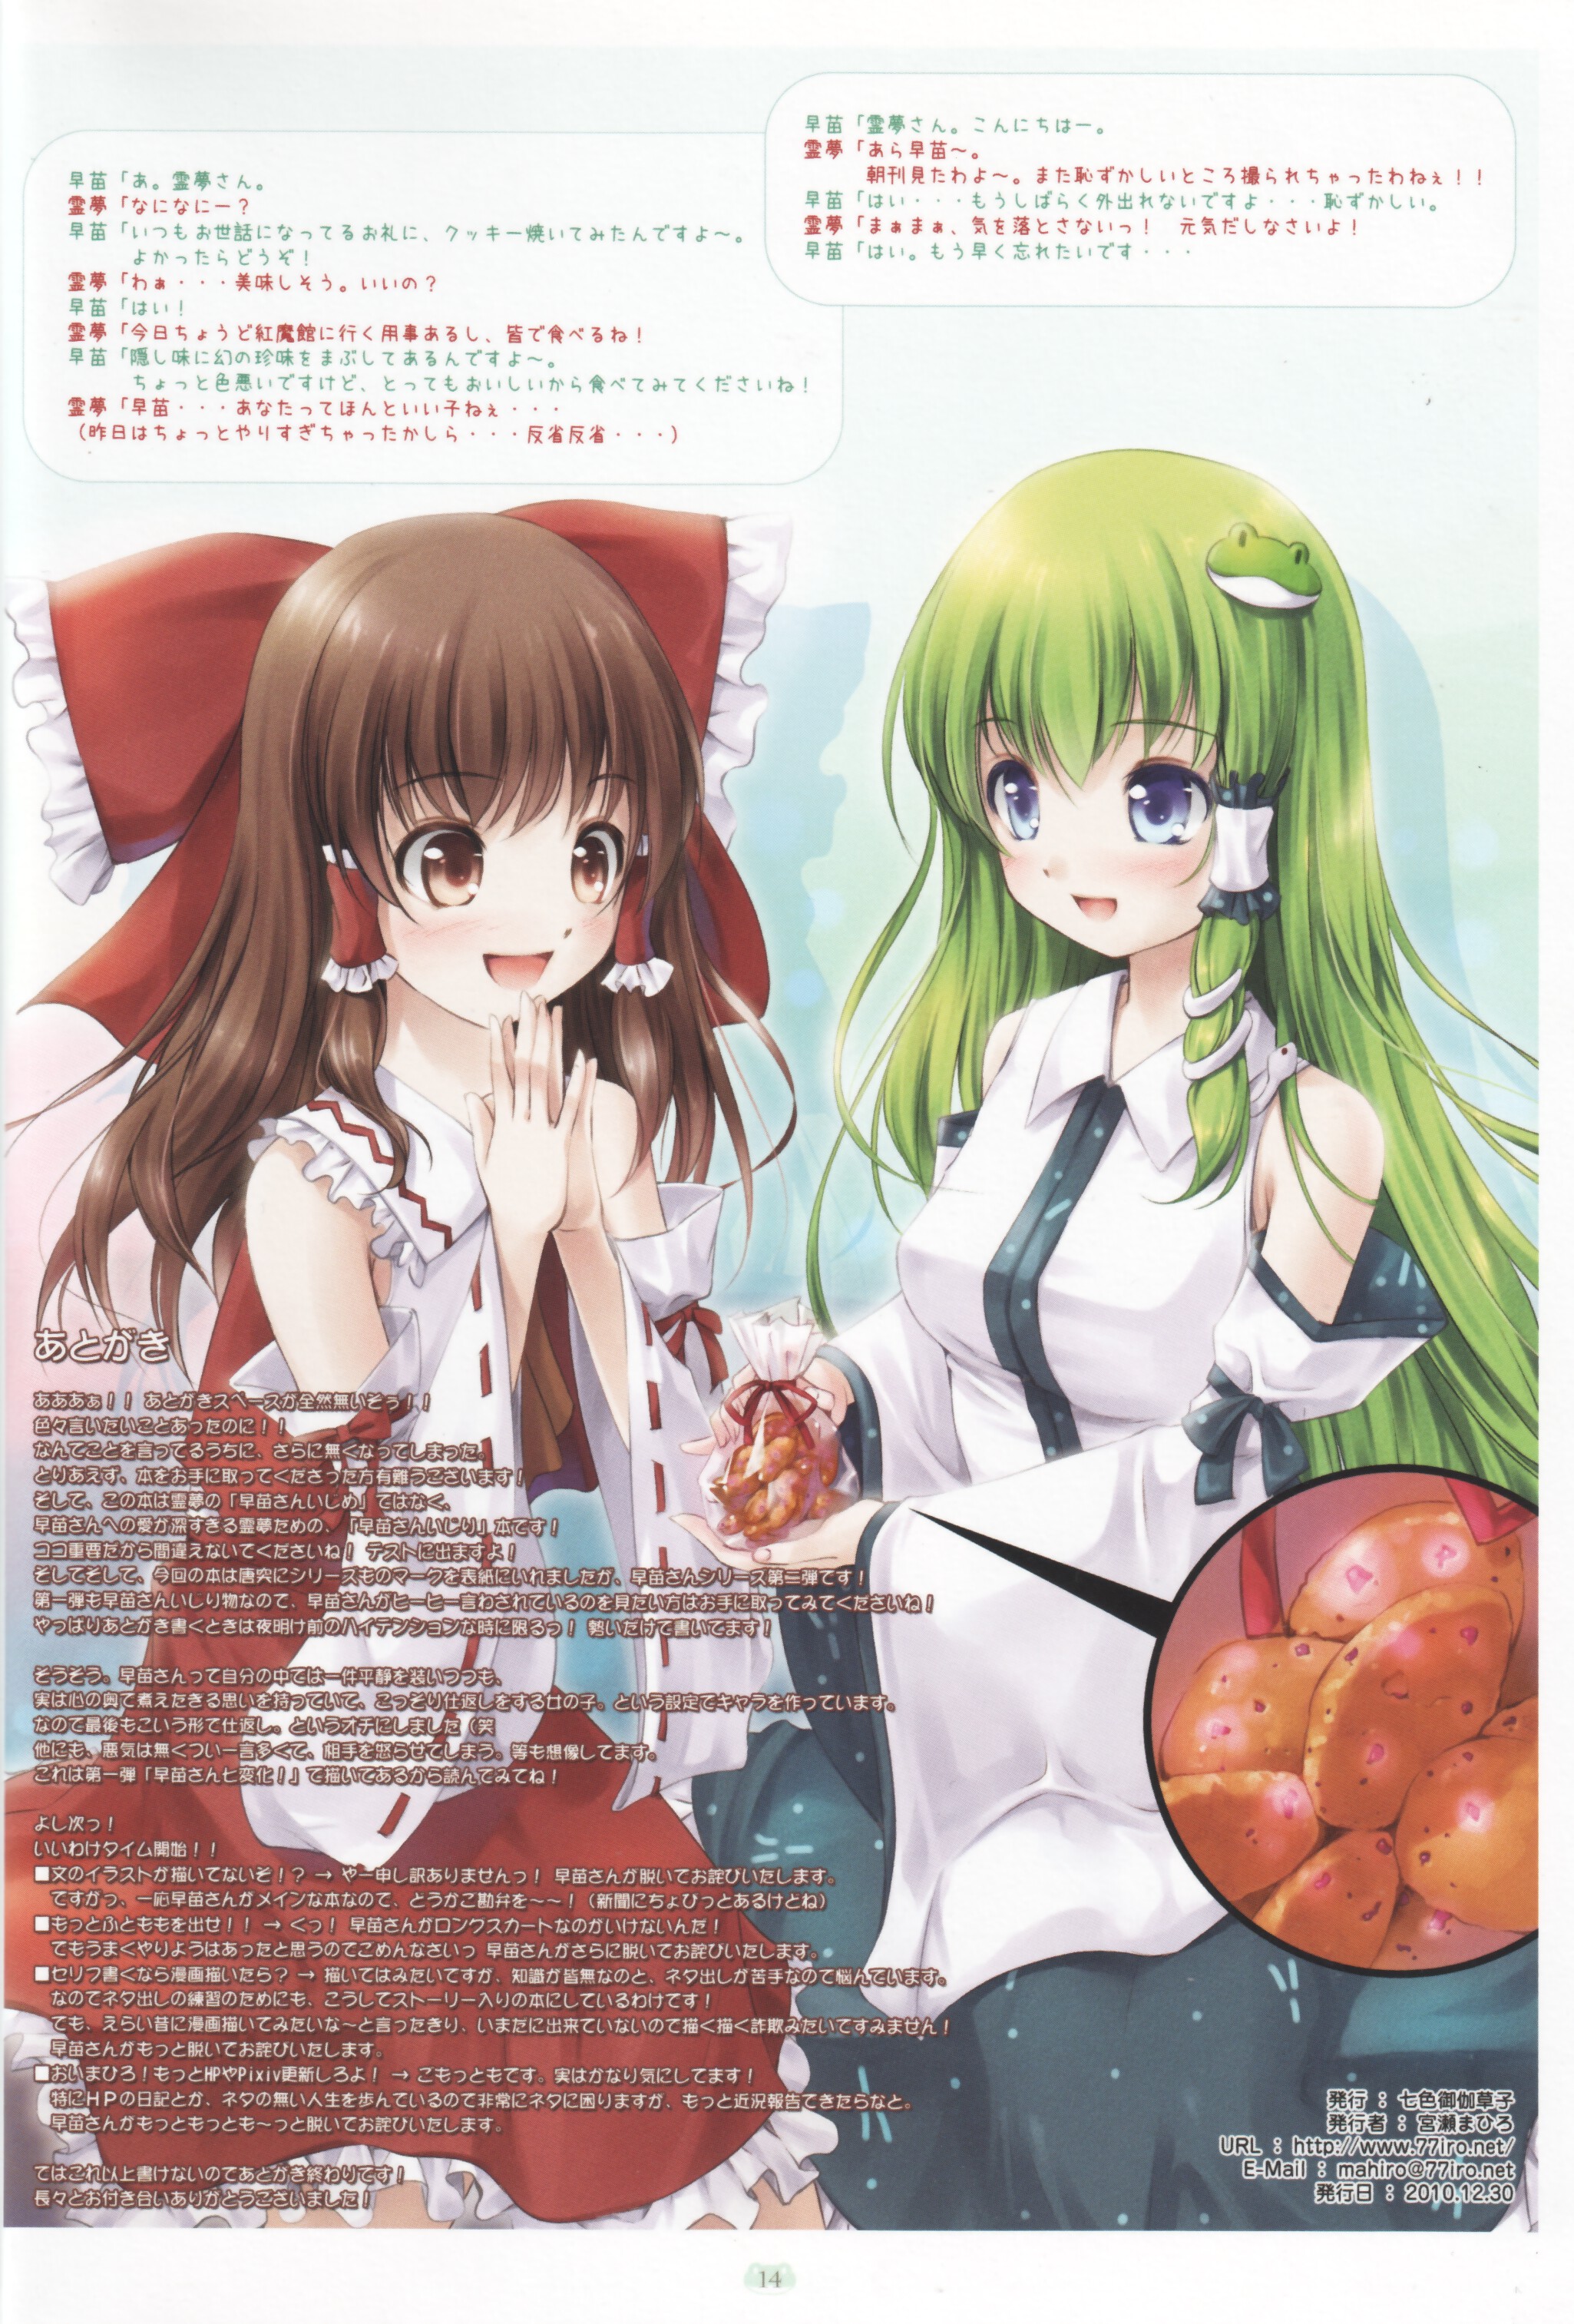 早苗「霊夢さん。こんにちはー。
霊夢「あら早苗～。
朝刊見たわよ～。また恥ずかしいところ撮られちゃったわねぇ！！
早苗「はい・・・もうしばらく外出れないですよ・・・恥ずかしい。
霊夢「まぁまぁ、気を落とさないっ！　元気だしなさいよ！
早苗「はい。もう早く忘れたいです・・・
早苗「あ。霊夢さん。
霊夢「なになにー？
早苗「いつもお世話になってるお礼に、クッキー焼いてみたんですよ～。
よかったらどうぞ！
霊夢「わぁ・・・美味しそう。いいの？
早苗「はい！
霊夢「今日ちょうど紅魔館に行く用事あるし、皆で食べるね！
早苗「隠し味に幻の珍味をまぶしてあるんですよ～。
ちょっと色悪いですけど、とってもおいしいから食べてみてくださいね！
霊夢「早苗・・・あなたってほんといい子ねぇ・・・
（昨日はちょっとやりすぎちゃったかしら・・・反省反省・・・）
あとがき
あああぁ！！ あとがきスペースが全然無いぞぅ！！
色々言いたいことあったのに！！
なんてことを言ってるうちに、さらに無くなってしまった。
とりあえず、本をお手に取ってくださった方有難うございます！
そして、この本は霊夢の「早苗さんいじめ」ではなく、
早苗さんへの愛が深すぎる霊夢ための、「早苗さんいじり」本です！
ココ重要だから間違えないでくださいね！ テストに出ますよ！
そしてそして、今回の本は唐突にシリーズものマークを表紙にいれましたが、早苗さんシリーズ第二弾です！
第一弾も早苗さんいじり物なので、早苗さんがヒーヒー言わされているのを見たい方はお手に取ってみてくださいね！
やっぱりあとがき書くときは夜明け前のハイテンションな時に限るっ！ 勢いだけで書いてます！
そうそう。早苗さんって自分の中では一件平静を装いつつも、
実は心の奥で煮えたぎる思いを持っていて、こっそり仕返しをする女の子。という設定でキャラを作っています。
なので最後もこいう形で仕返し。というオチにしました（笑
他にも、悪気は無くつい一言多くて、相手を怒らせてしまう。等も想像してます。
これは第一弾「早苗さん七変化！」で描いてあるから読んでみてね！
よし次っ！
いいわけタイム開始！！
■文のイラストが描いてないぞ！？ → やー申し訳ありませんっ！ 早苗さんが脱いでお詫びいたします。
ですがっ、一応早苗さんがメインな本なので、どうかご勘弁を～～！（新聞にちょびっとあるけどね）
■もっとふとももを出せ！！ → くっ！ 早苗さんがロングスカートなのがいけないんだ！
でもうまくやりようはあったと思うのでごめんなさいっ 早苗さんがさらに脱いでお詫びいたします。
■セリフ書くなら漫画描いたら？ → 描いてはみたいですが、知識が皆無なのと、ネタ出しが苦手なので悩んでいます。
なのでネタ出しの練習のためにも、こうしてストーリー入りの本にしているわけです！
でも、えらい昔に漫画描いてみたいな～と言ったきり、いまだに出来ていないので描く描く詐欺みたいですみません！
早苗さんがもっと脱いでお詫びいたします。
■おいまひろ！もっとHPやPixiv更新しろよ！ → ごもっともです。実はかなり気にしてます！
特にＨＰの日記とか、ネタの無い人生を歩んでいるので非常にネタに困りますが、もっと近況報告できたらなと。
早苗さんがもっともっとも～っと脱いでお詫びいたします。
ではこれ以上書けないのであとがき終わりです！
長々とお付き合いありがとうございました！
発行 : 七色御伽草子
発行者 : 宮瀬まひろ
URL : http://www.77iro.net/
E-Mail : mahiro@77iro.net
発行日 : 2010.12.30
14